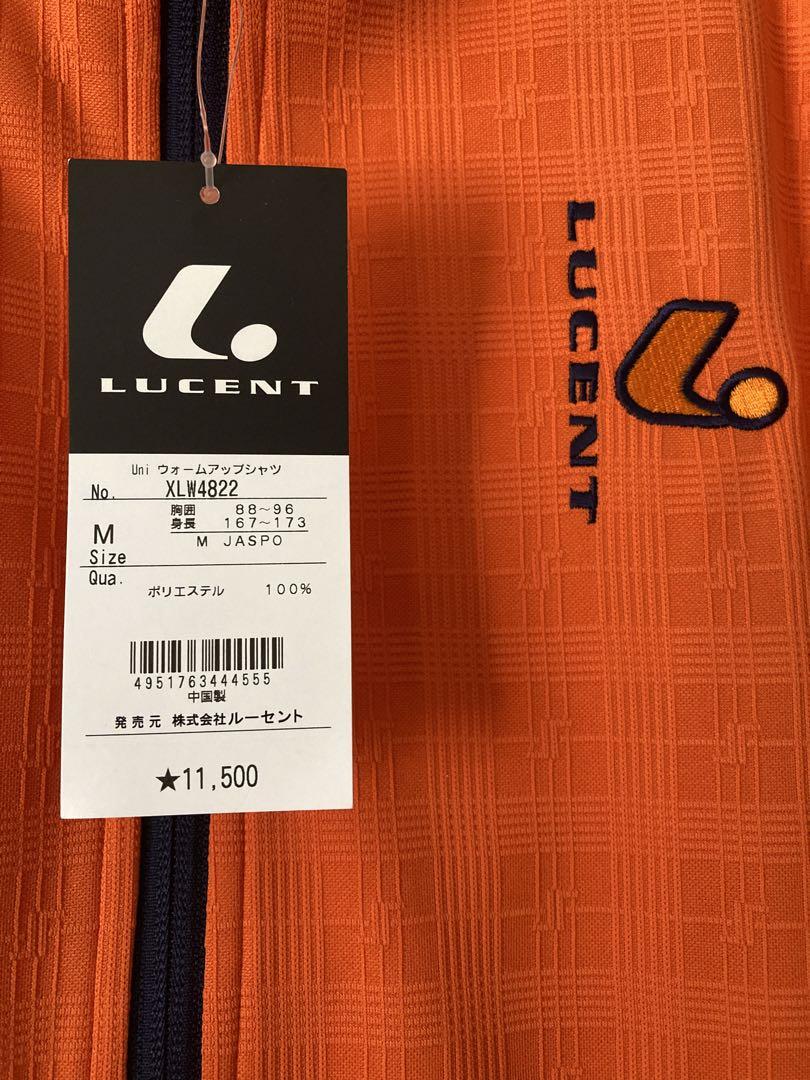 LUCENT
Uni ウォームアップシャツ
No. XLW4822
M
Size
胸囲 88～96
身長 167～173
M JASPO
Qua.
ポリエステル 100%
4951763444555
中国製
発売元 株式会社ルーセント
★11,500
LUCENT